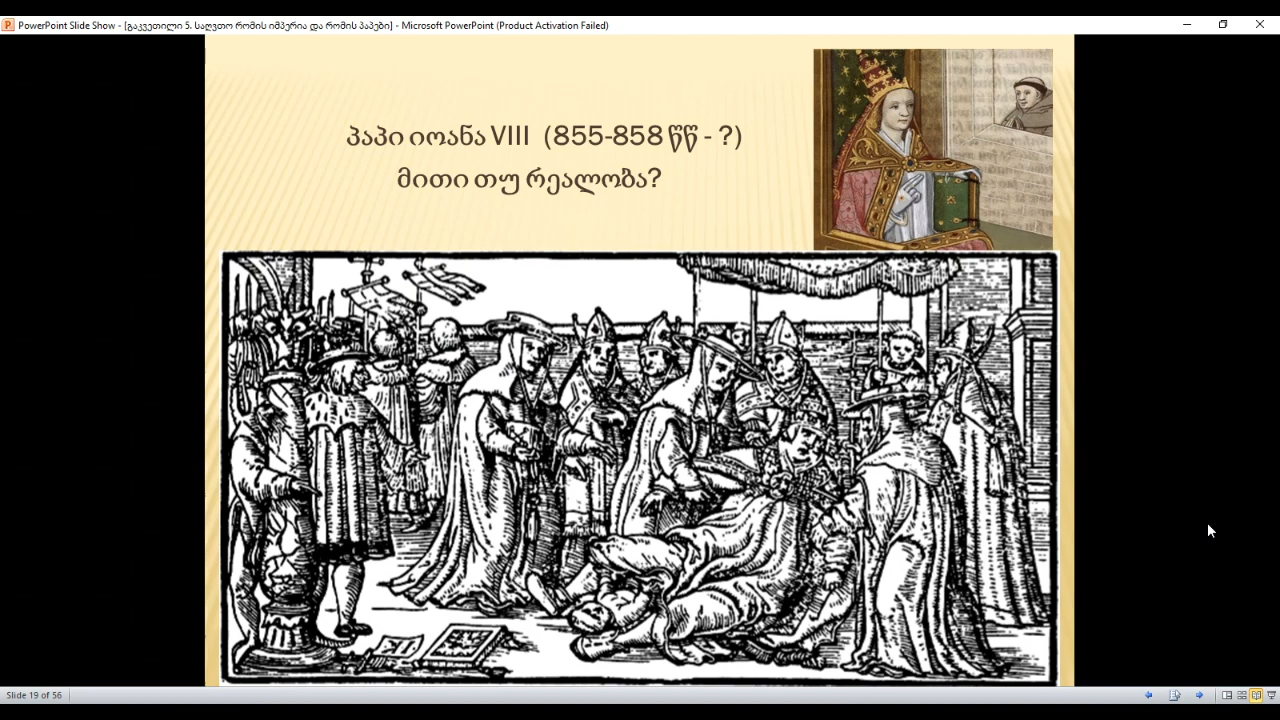 PowerPoint Slide Show - [გაკვეთილი 5. საღვთო რომის იმპერია და რომის პაპები] - Microsoft PowerPoint (Product Activation Failed)
პაპი იოანა VIII (855-858 წწ - ?)
მითი თუ რეალობა?
Slide 19 of 56